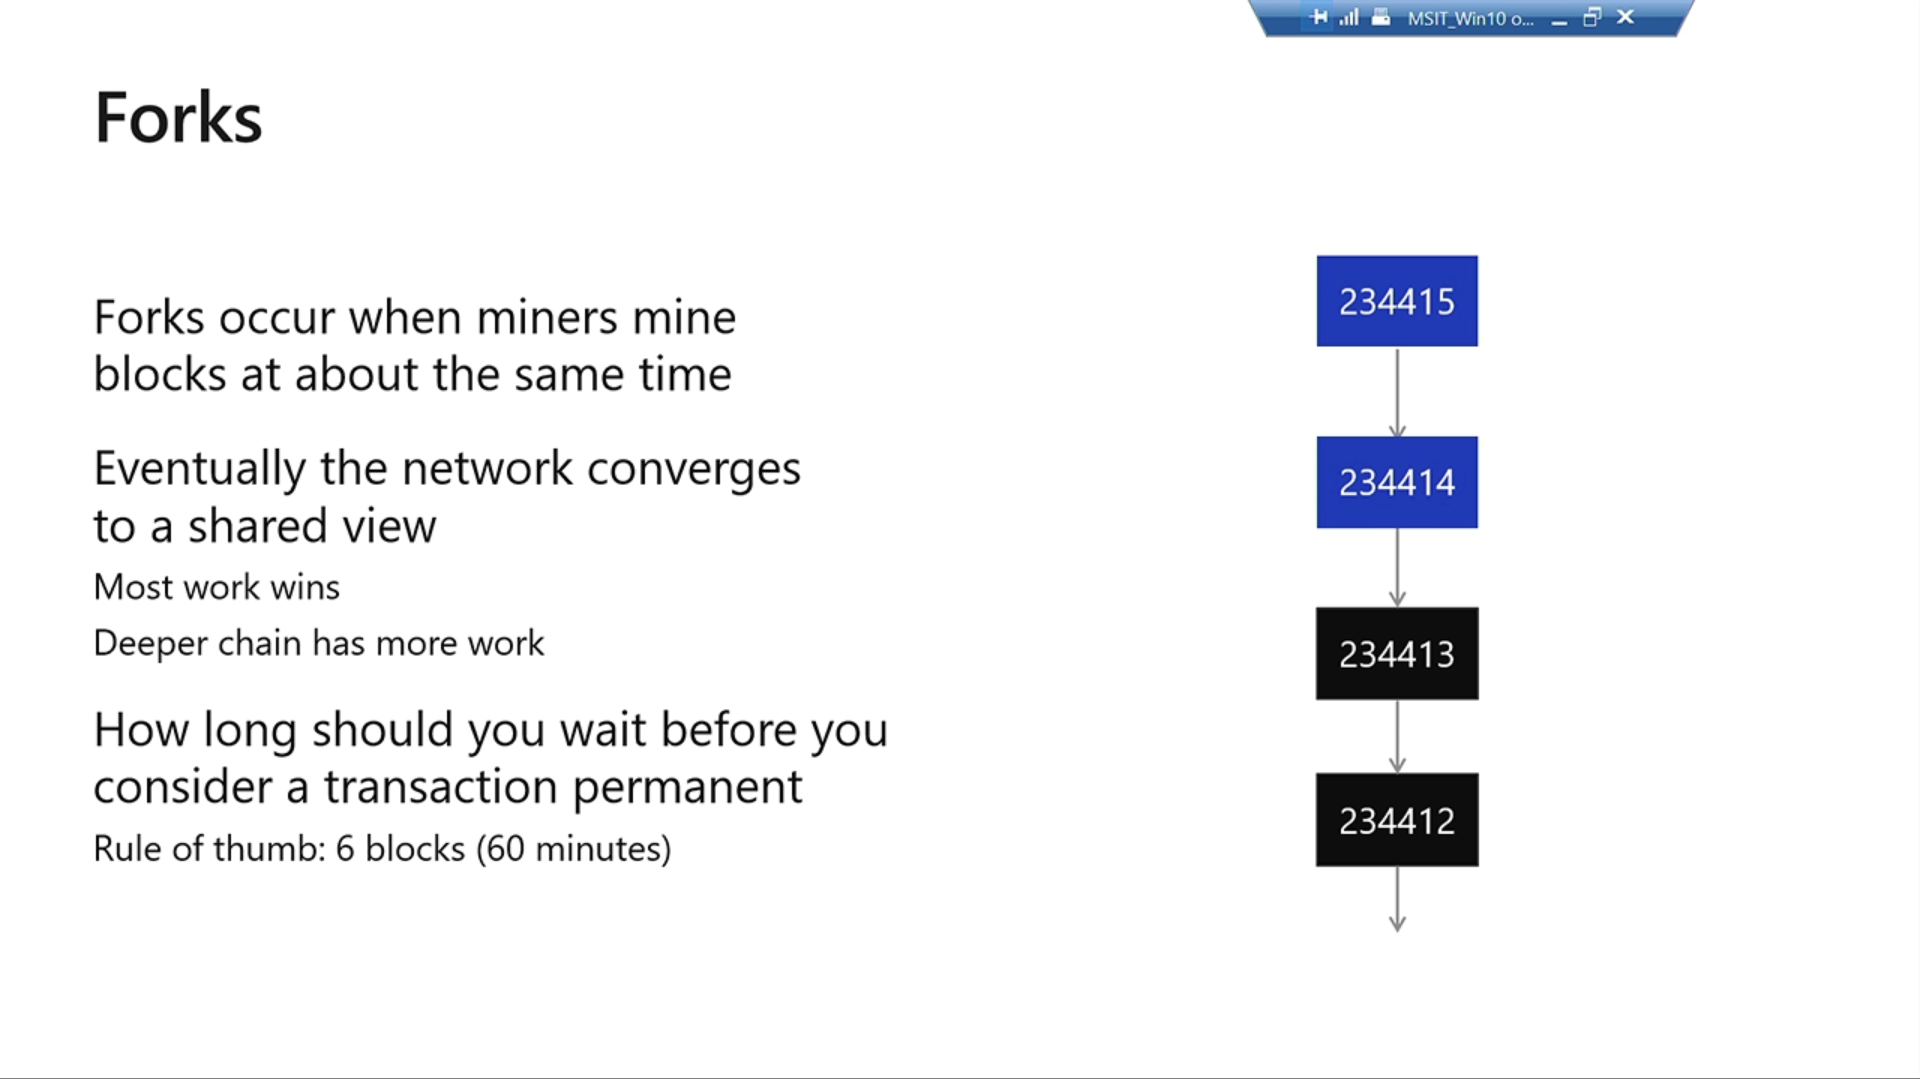 MSIT_Win10 o...
Forks
Forks occur when miners mine
blocks at about the same time
Eventually the network converges
to a shared view
Most work wins
Deeper chain has more work
How long should you wait before you
consider a transaction permanent
Rule of thumb: 6 blocks (60 minutes)
234415
234414
234413
234412